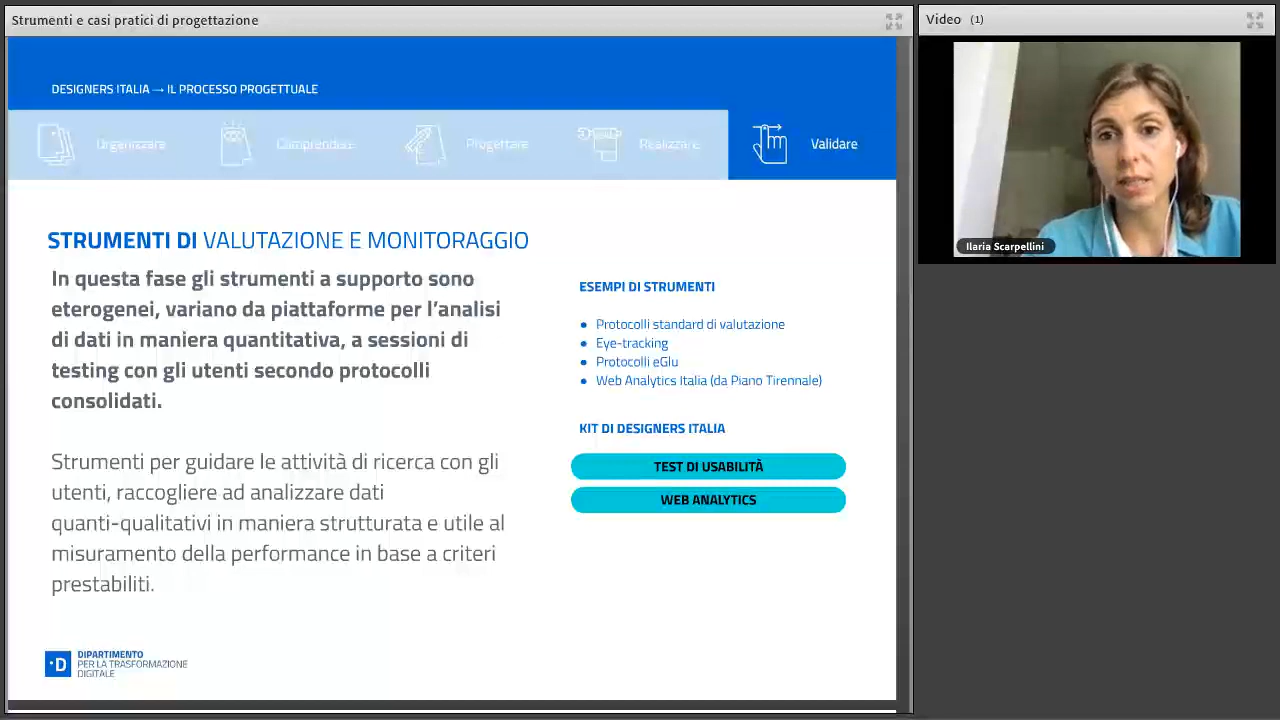 Strumenti e casi pratici di progettazione
Video (1)
DESIGNERS ITALIA → IL PROCESSO PROGETTUALE
Organizzare
Comprendere
Progettare
Realizzare
Validare
STRUMENTI DI VALUTAZIONE E MONITORAGGIO
In questa fase gli strumenti a supporto sono
eterogenei, variano da piattaforme per l'analisi
di dati in maniera quantitativa, a sessioni di
testing con gli utenti secondo protocolli
consolidati.
Strumenti per guidare le attività di ricerca con gli
utenti, raccogliere ad analizzare dati
quanti-qualitativi in maniera strutturata e utile al
misuramento della performance in base a criteri
prestabiliti.
ESEMPI DI STRUMENTI
● Protocolli standard di valutazione
● Eye-tracking
● Protocolli eGlu
● Web Analytics Italia (da Piano Tirennale)
KIT DI DESIGNERS ITALIA
TEST DI USABILITÀ
WEB ANALYTICS
·D
DIPARTIMENTO
PER LA TRASFORMAZIONE
DIGITALE
Ilaria Scarpellini